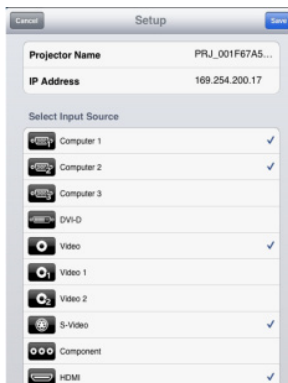 Cancel Setup Save
Projector Name PRJ_001F67A5...
IP Address 169.254.200.17
Select Input Source
Computer 1
Computer 2
Computer 3
DVI-D
Video
Video 1
Video 2
S-Video
Component
HDMI